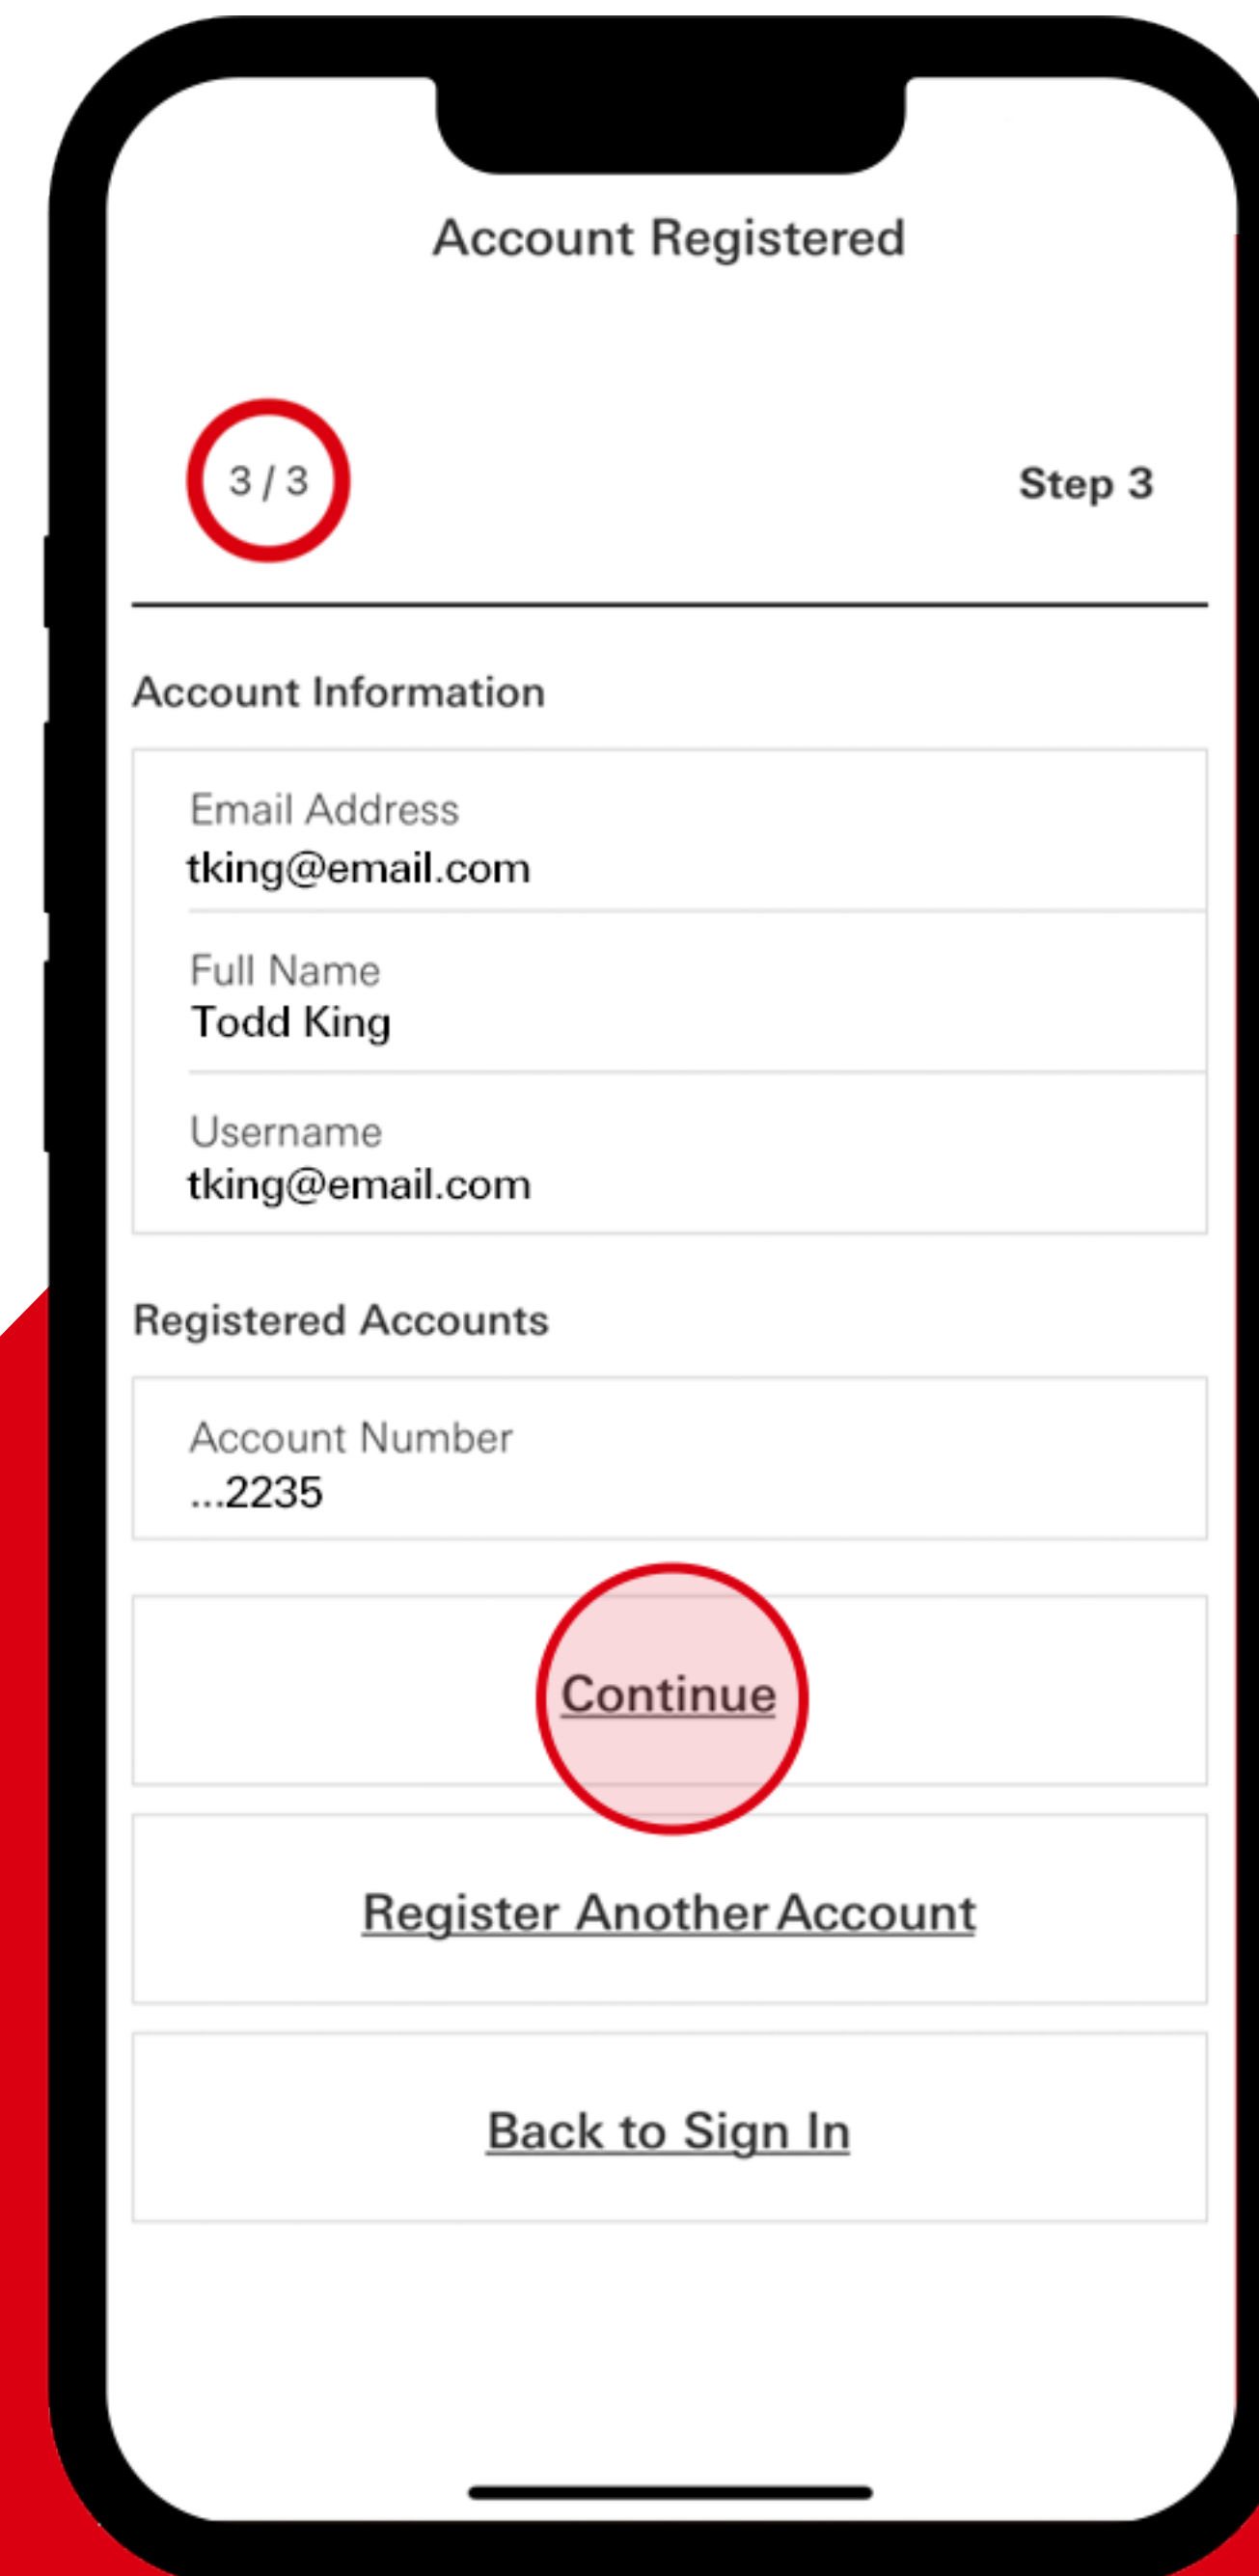 Account Registered
3 / 3
Step 3
Account Information
Email Address
tking@email.com
Full Name
Todd King
Username
tking@email.com
Registered Accounts
Account Number
...2235
Continue
Register Another Account
Back to Sign In